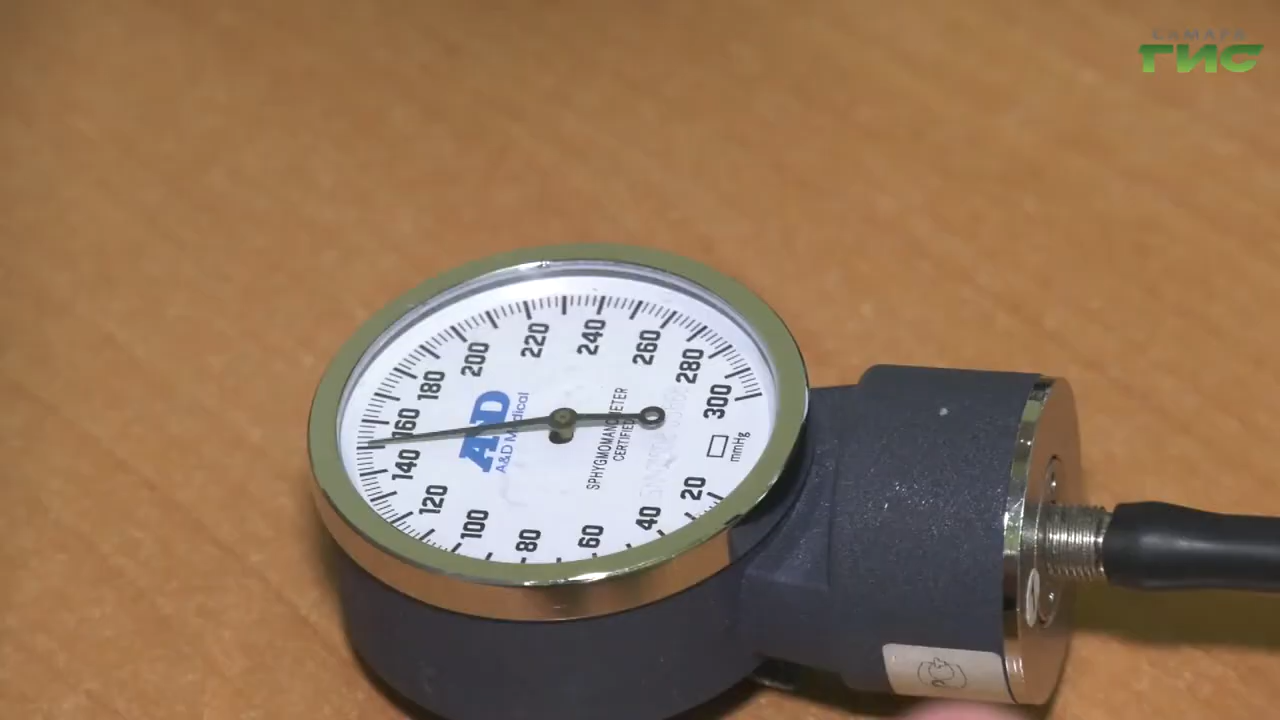 САМАРА
ГИС
20
40
60
80
100
120
140
160
180
200
220
240
260
280
300
mmHg
A&D
A&D Medical
SPHYGMOMANOMETER
CERTIFIED